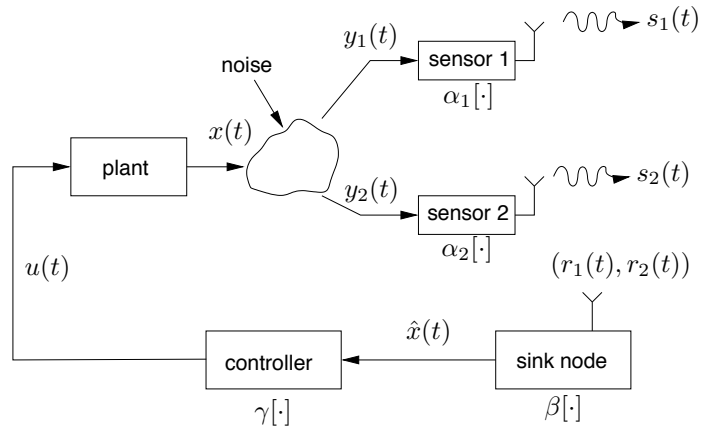 y₁(t)
sensor 1
s₁(t)
α₁[·]
noise
x(t)
plant
y₂(t)
sensor 2
s₂(t)
α₂[·]
u(t)
(r₁(t), r₂(t))
x̂(t)
controller
sink node
γ[·]
β[·]